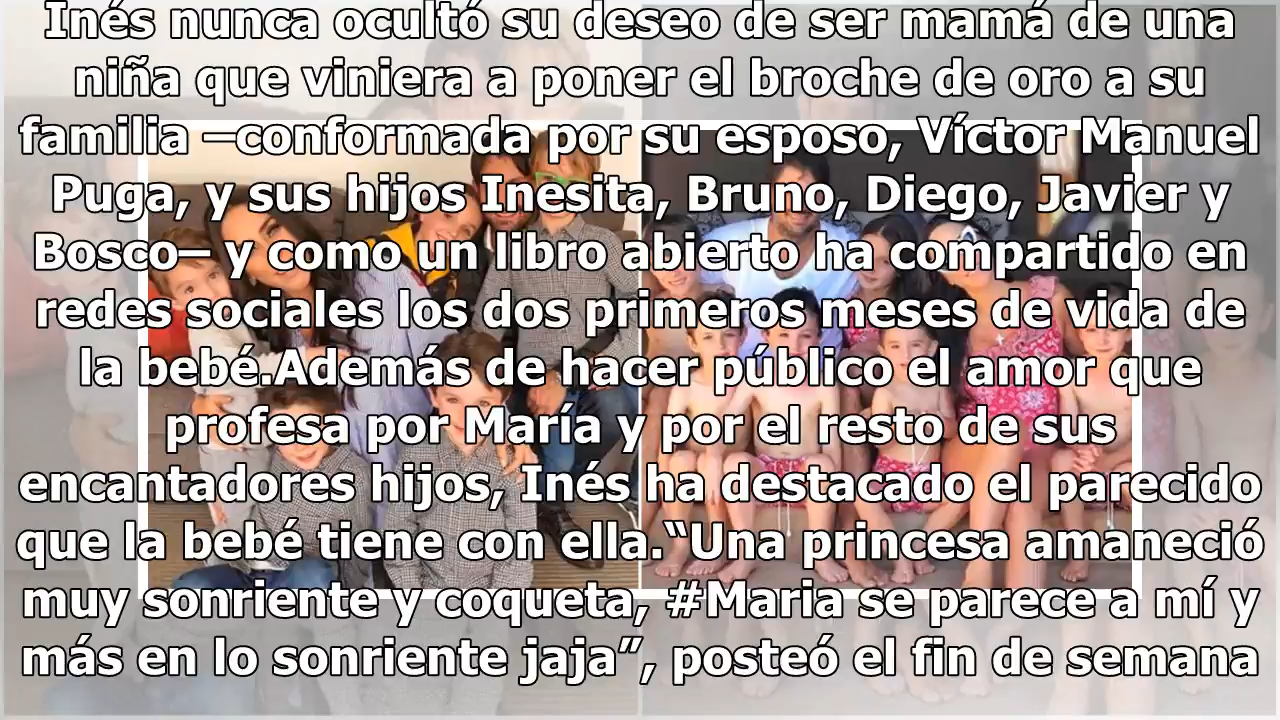 Inés nunca ocultó su deseo de ser mamá de una
niña que viniera a poner el broche de oro a su
familia –conformada por su esposo, Víctor Manuel
Puga, y sus hijos Inesita, Bruno, Diego, Javier y
Bosco– y como un libro abierto ha compartido en
redes sociales los dos primeros meses de vida de
la bebé.Además de hacer público el amor que
profesa por María y por el resto de sus
encantadores hijos, Inés ha destacado el parecido
que la bebé tiene con ella.“Una princesa amaneció
muy sonriente y coqueta, #Maria se parece a mí y
más en lo sonriente jaja”, posteó el fin de semana